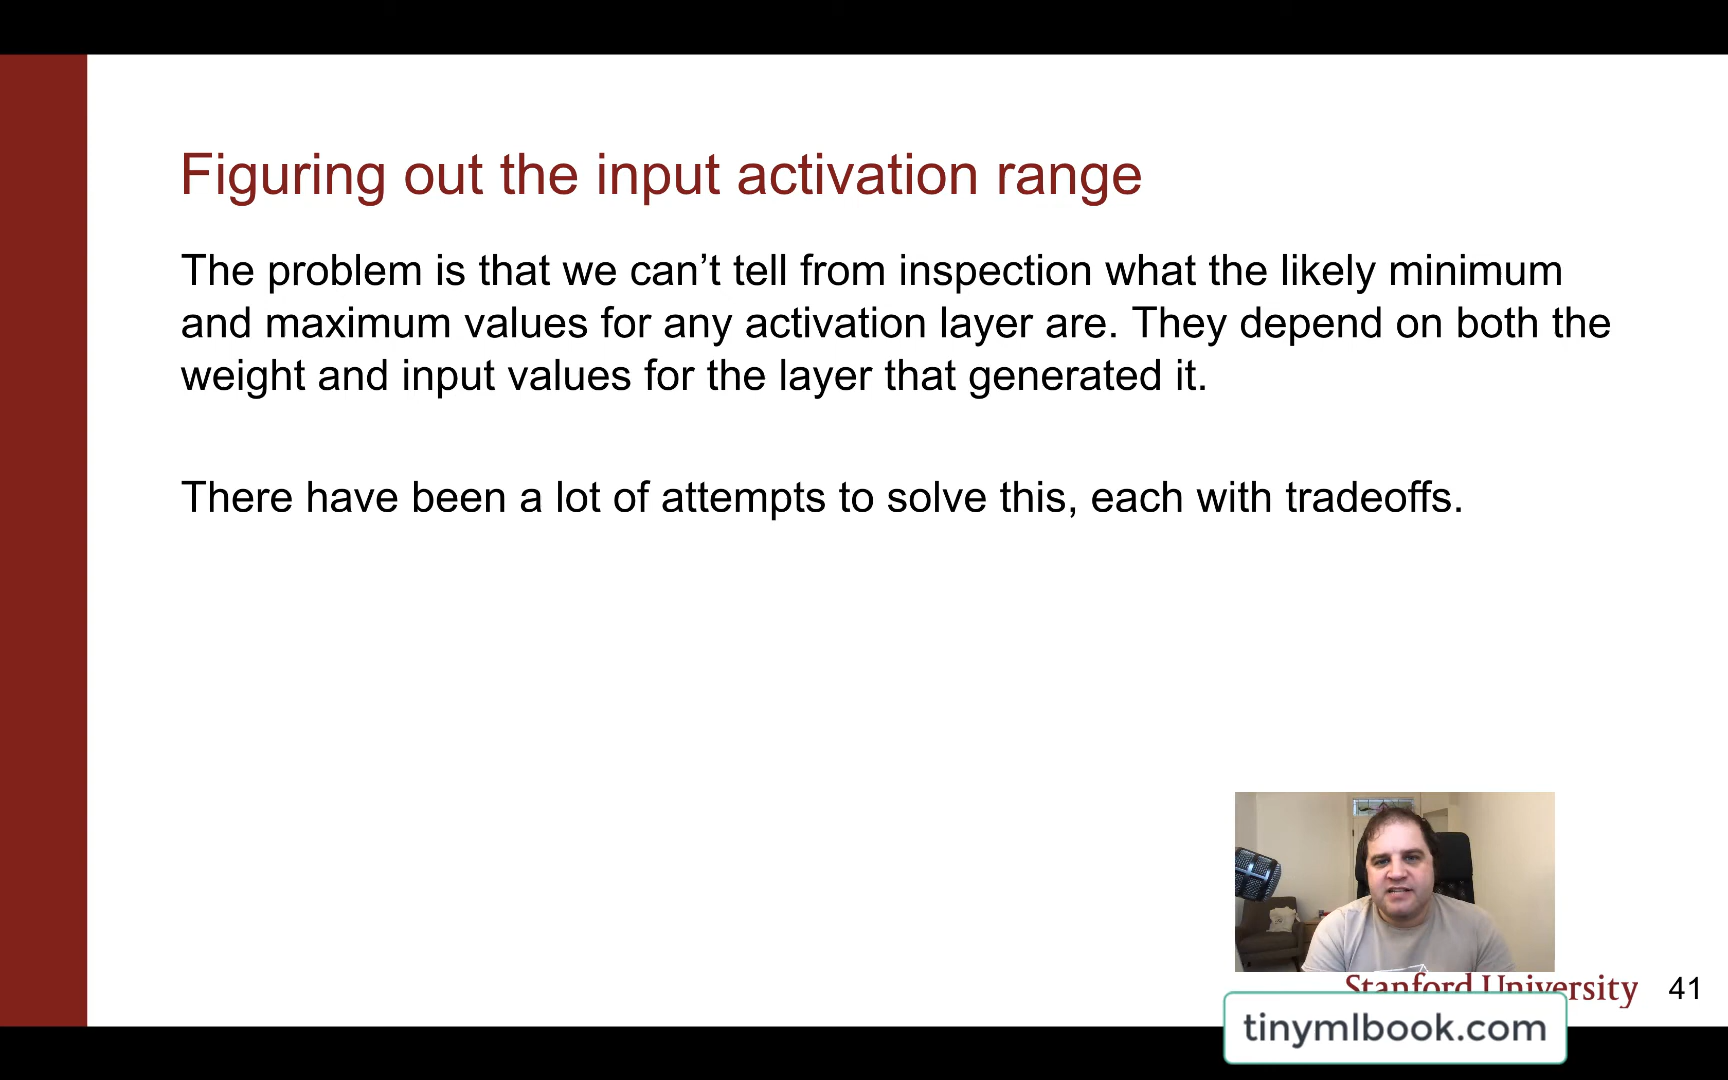 Figuring out the input activation range
The problem is that we can’t tell from inspection what the likely minimum
and maximum values for any activation layer are. They depend on both the
weight and input values for the layer that generated it.
There have been a lot of attempts to solve this, each with tradeoffs.
Stanford University 41
tinymlbook.com